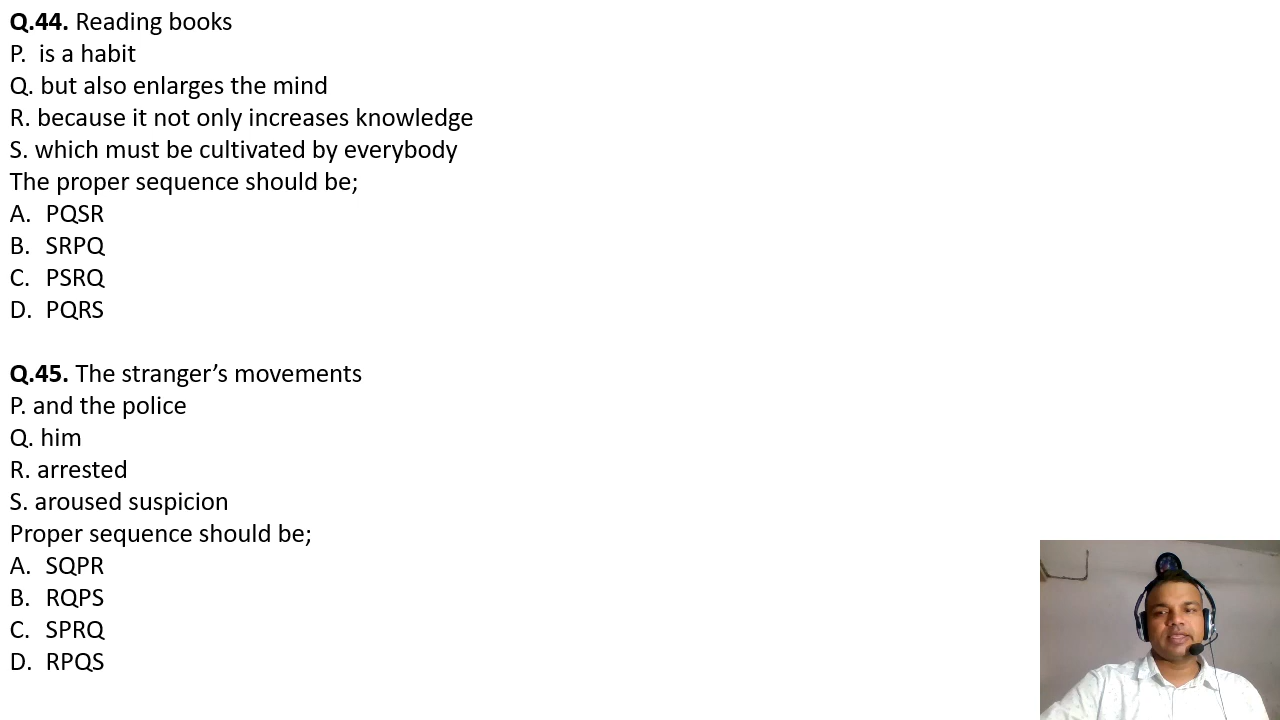 Q.44. Reading books
P. is a habit
Q. but also enlarges the mind
R. because it not only increases knowledge
S. which must be cultivated by everybody
The proper sequence should be;
A. PQSR
B. SRPQ
C. PSRQ
D. PQRS
Q.45. The stranger’s movements
P. and the police
Q. him
R. arrested
S. aroused suspicion
Proper sequence should be;
A. SQPR
B. RQPS
C. SPRQ
D. RPQS